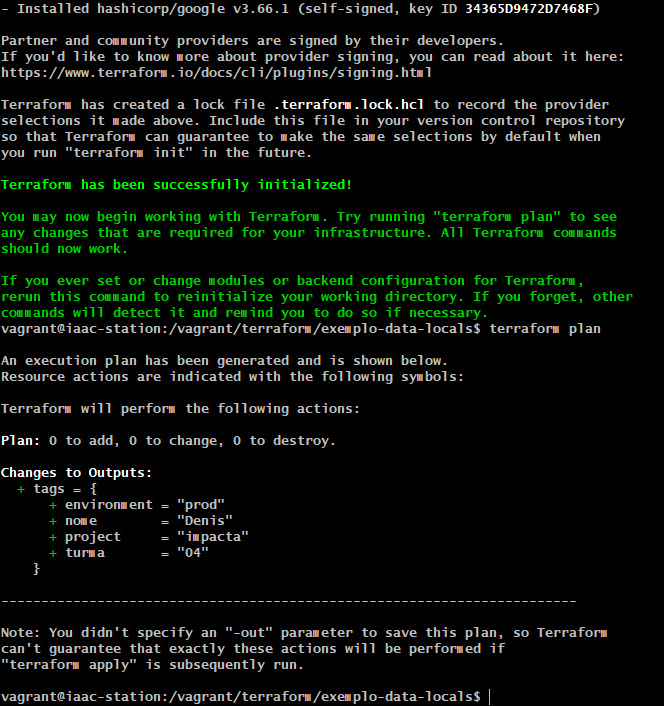 - Installed hashicorp/google v3.66.1 (self-signed, key ID 34365D9472D7468F)
Partner and community providers are signed by their developers.
If you'd like to know more about provider signing, you can read about it here:
https://www.terraform.io/docs/cli/plugins/signing.html
Terraform has created a lock file .terraform.lock.hcl to record the provider
selections it made above. Include this file in your version control repository
so that Terraform can guarantee to make the same selections by default when
you run "terraform init" in the future.
Terraform has been successfully initialized!
You may now begin working with Terraform. Try running "terraform plan" to see
any changes that are required for your infrastructure. All Terraform commands
should now work.
If you ever set or change modules or backend configuration for Terraform,
rerun this command to reinitialize your working directory. If you forget, other
commands will detect it and remind you to do so if necessary.
vagrant@iaac-station:/vagrant/terraform/exemplo-data-locals$ terraform plan
An execution plan has been generated and is shown below.
Resource actions are indicated with the following symbols:
Terraform will perform the following actions:
Plan: 0 to add, 0 to change, 0 to destroy.
Changes to Outputs:
  + tags = {
      + environment = "prod"
      + nome        = "Denis"
      + project     = "impacta"
      + turma       = "04"
    }
------------------------------------------------------------------------
Note: You didn't specify an "-out" parameter to save this plan, so Terraform
can't guarantee that exactly these actions will be performed if
"terraform apply" is subsequently run.
vagrant@iaac-station:/vagrant/terraform/exemplo-data-locals$